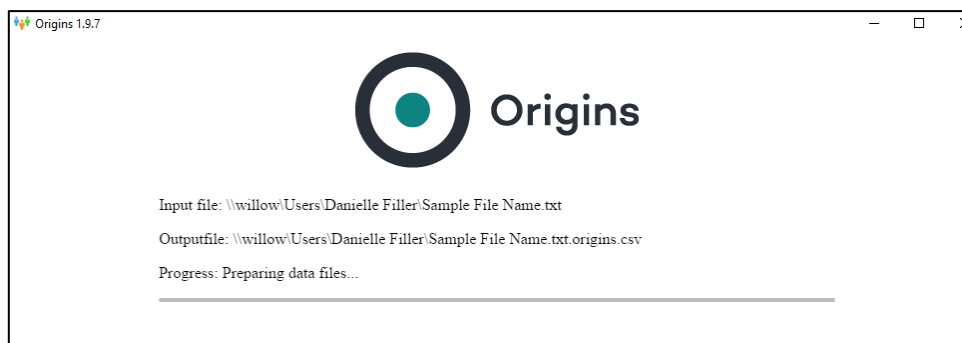 Origins 1.9.7
Origins
Input file: \\willow\Users\Danielle Filler\Sample File Name.txt
Outputfile: \\willow\Users\Danielle Filler\Sample File Name.txt.origins.csv
Progress: Preparing data files...